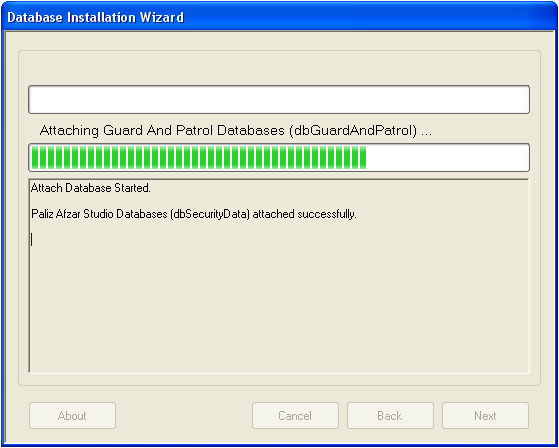 Database Installation Wizard
Attaching Guard And Patrol Databases (dbGuardAndPatrol) ...
Attach Database Started.
Paliz Afzar Studio Databases (dbSecurityData) attached successfully.
About
Cancel
Back
Next